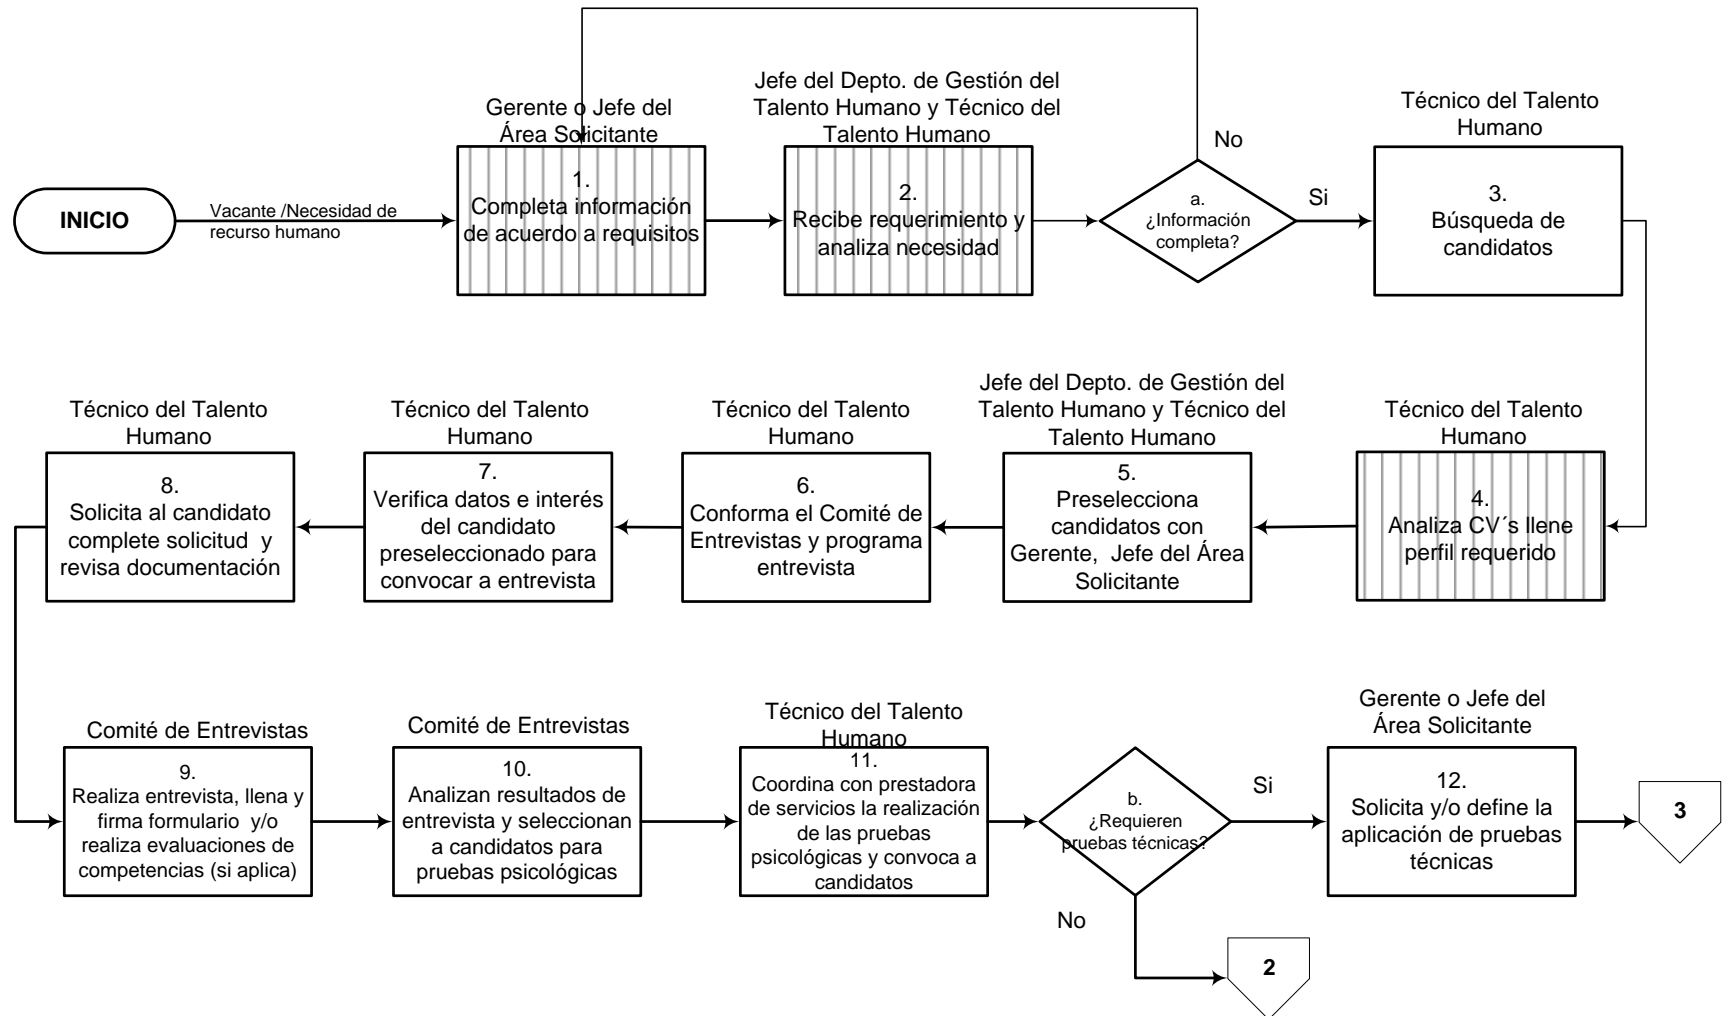 INICIO
Vacante /Necesidad de
recurso humano
Gerente o Jefe del
Área Solicitante
1.
Completa información
de acuerdo a requisitos
Jefe del Depto. de Gestión del
Talento Humano y Técnico del
Talento Humano
2.
Recibe requerimiento y
analiza necesidad
No
a.
¿Información
completa?
Si
Técnico del Talento
Humano
3.
Búsqueda de
candidatos
Técnico del Talento
Humano
4.
Analiza CV´s llene
perfil requerido
Jefe del Depto. de Gestión del
Talento Humano y Técnico del
Talento Humano
5.
Preselecciona
candidatos con
Gerente,  Jefe del Área
Solicitante
Técnico del Talento
Humano
6.
Conforma el Comité de
Entrevistas y programa
entrevista
Técnico del Talento
Humano
7.
Verifica datos e interés
del candidato
preseleccionado para
convocar a entrevista
Técnico del Talento
Humano
8.
Solicita al candidato
complete solicitud  y
revisa documentación
Comité de Entrevistas
9.
Realiza entrevista, llena y
firma formulario  y/o
realiza evaluaciones de
competencias (si aplica)
Comité de Entrevistas
10.
Analizan resultados de
entrevista y seleccionan
a candidatos para
pruebas psicológicas
Técnico del Talento
Humano
11.
Coordina con prestadora
de servicios la realización
de las pruebas
psicológicas y convoca a
candidatos
b.
¿Requieren
pruebas técnicas?
Si
No
2
Gerente o Jefe del
Área Solicitante
12.
Solicita y/o define la
aplicación de pruebas
técnicas
3